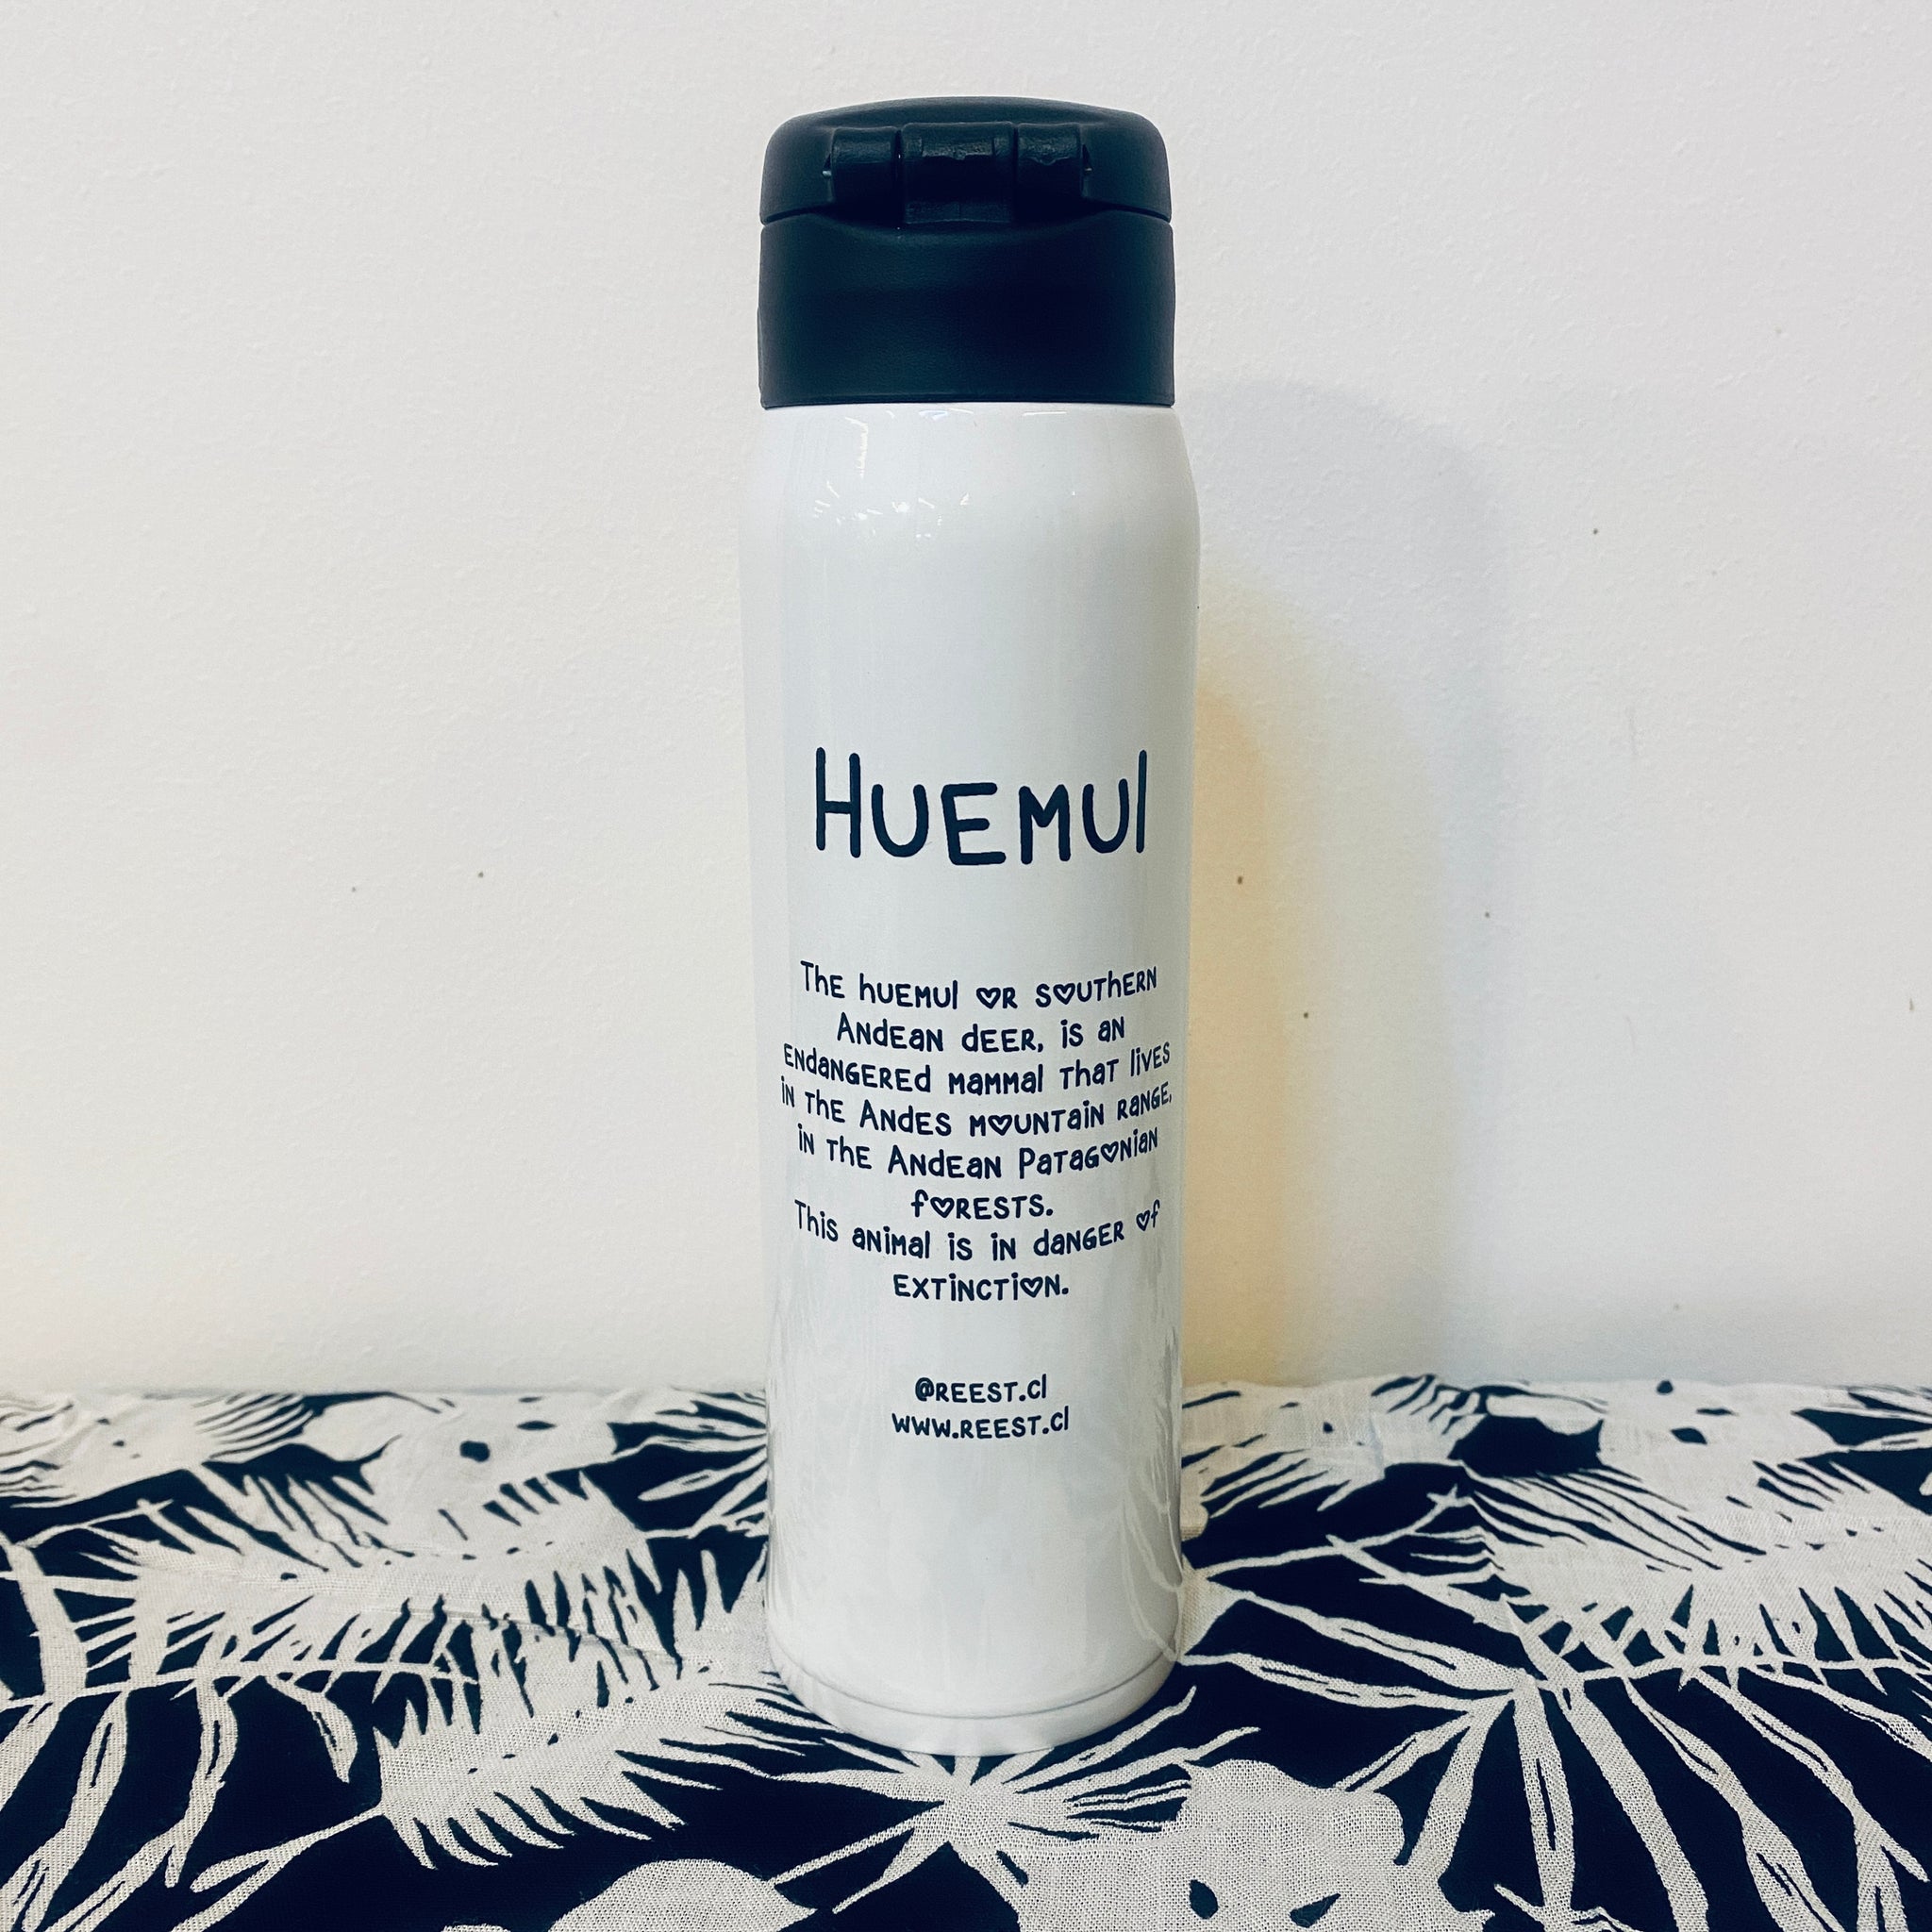 Huemul
The huemul or southern
Andean deer, is an
endangered mammal that lives
in the Andes mountain range,
in the Andean Patagonian
forests.
This animal is in danger of
extinction.
@reest.cl
www.reest.cl